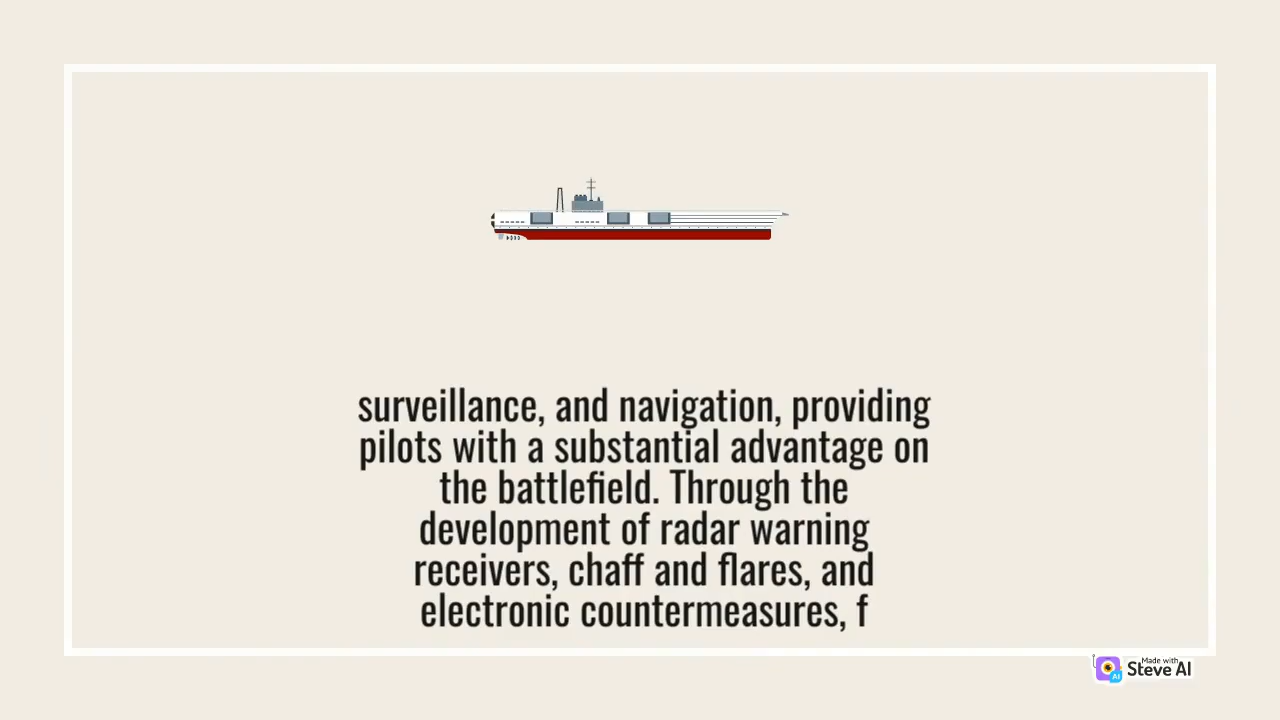 surveillance, and navigation, providing
pilots with a substantial advantage on
the battlefield. Through the
development of radar warning
receivers, chaff and flares, and
electronic countermeasures, f
Made with
Steve AI
AI